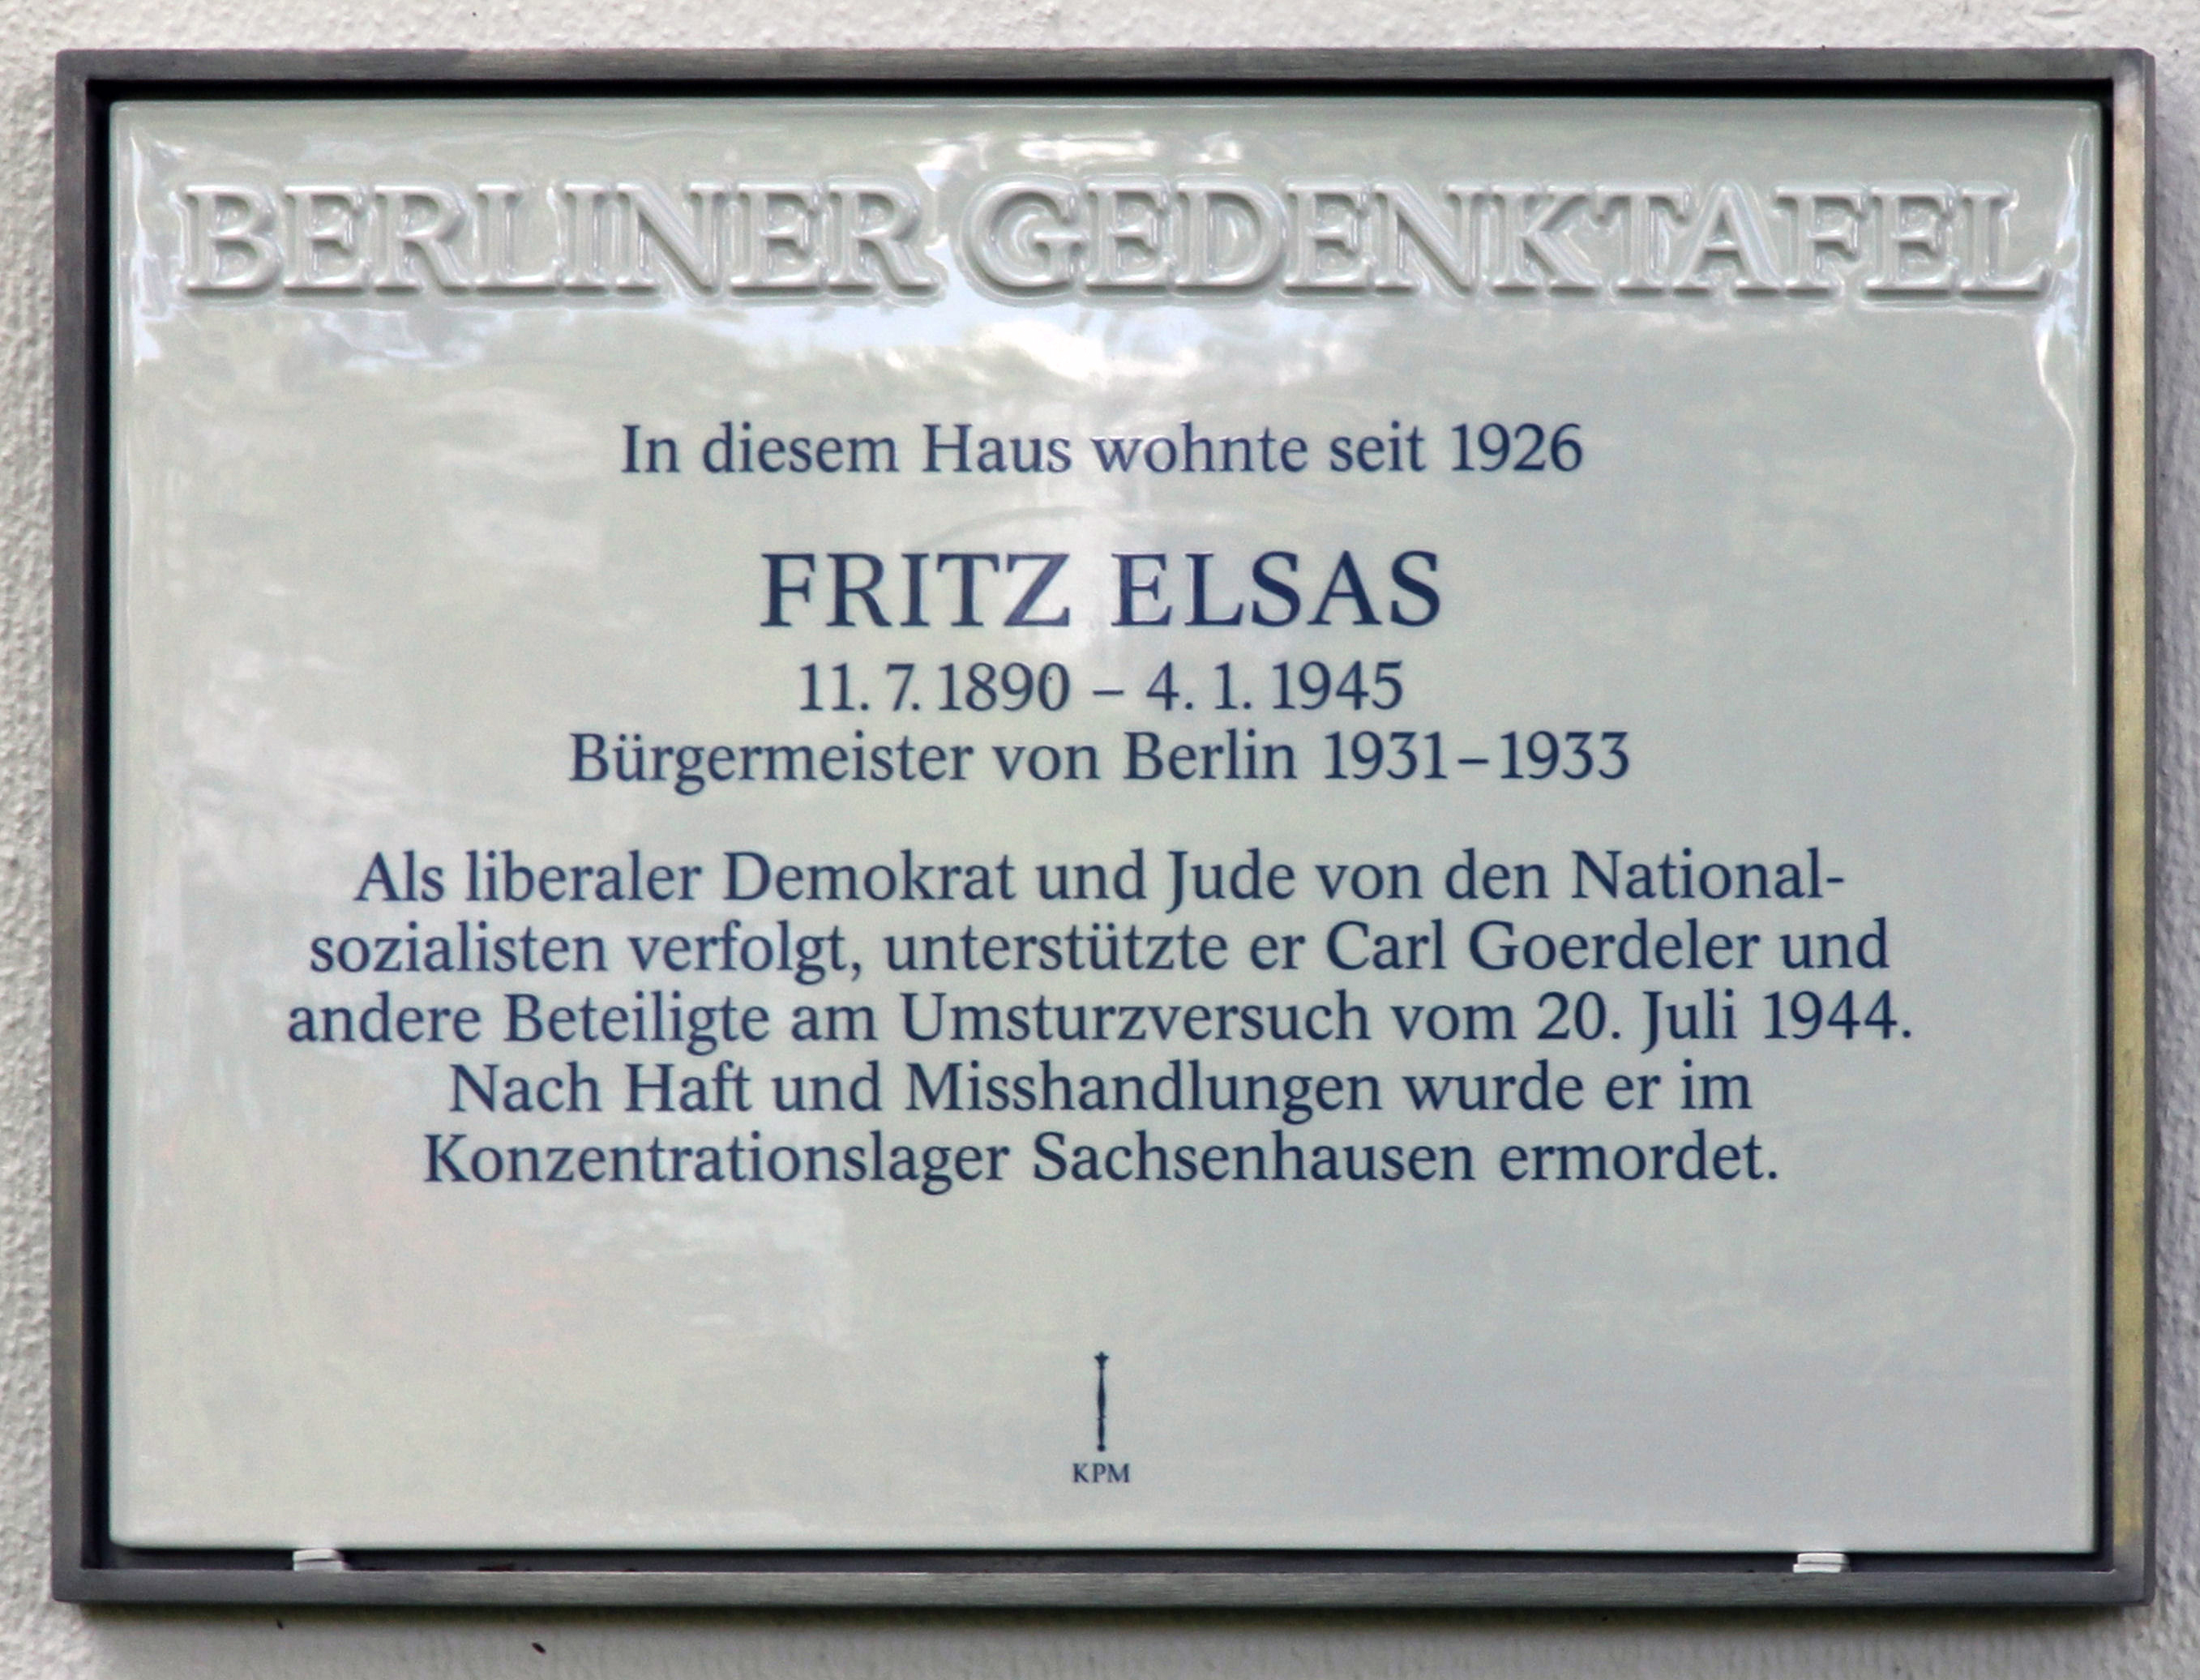 BERLINER GEDENKTAFEL
In diesem Haus wohnte seit 1926
FRITZ ELSAS
11. 7. 1890 – 4. 1. 1945
Bürgermeister von Berlin 1931–1933
Als liberaler Demokrat und Jude von den National-
sozialisten verfolgt, unterstützte er Carl Goerdeler und
andere Beteiligte am Umsturzversuch vom 20. Juli 1944.
Nach Haft und Misshandlungen wurde er im
Konzentrationslager Sachsenhausen ermordet.
KPM